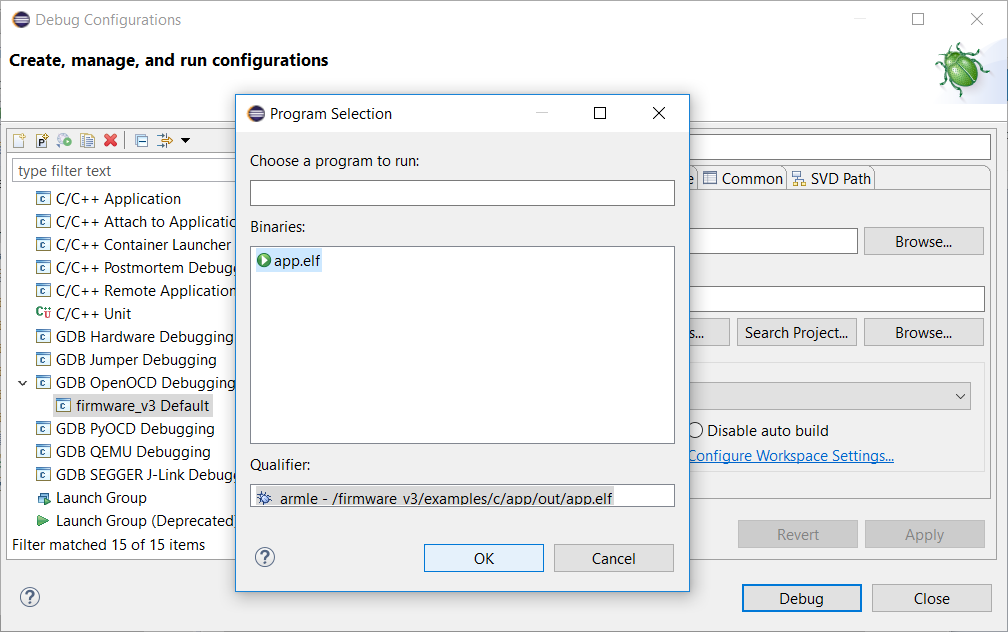 Debug Configurations
Create, manage, and run configurations
type filter text
C/C++ Application
C/C++ Attach to Applicatio
C/C++ Container Launcher
C/C++ Postmortem Debug
C/C++ Remote Application
C/C++ Unit
GDB Hardware Debugging
GDB Jumper Debugging
GDB OpenOCD Debugging
firmware_v3 Default
GDB PyOCD Debugging
GDB QEMU Debugging
GDB SEGGER J-Link Debug
Launch Group
Launch Group (Deprecated)
Filter matched 15 of 15 items
Program Selection
Choose a program to run:
Binaries:
app.elf
Qualifier:
armle - /firmware_v3/examples/c/app/out/app.elf
OK
Cancel
e
Common
SVD Path
Browse...
s...
Search Project...
Browse...
Disable auto build
Configure Workspace Settings...
Revert
Apply
Debug
Close